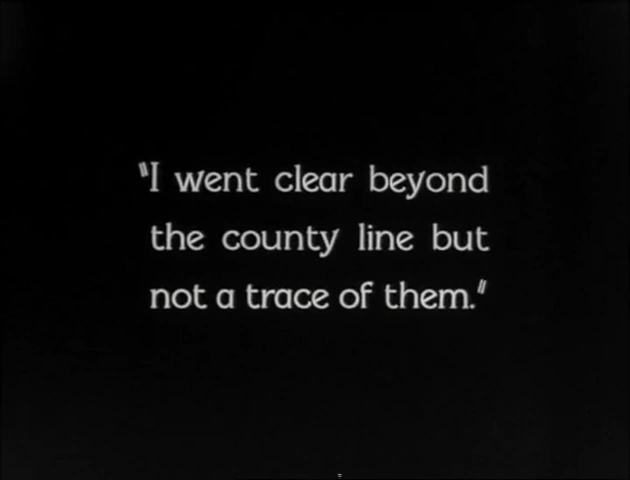 "I went clear beyond
the county line but
not a trace of them."